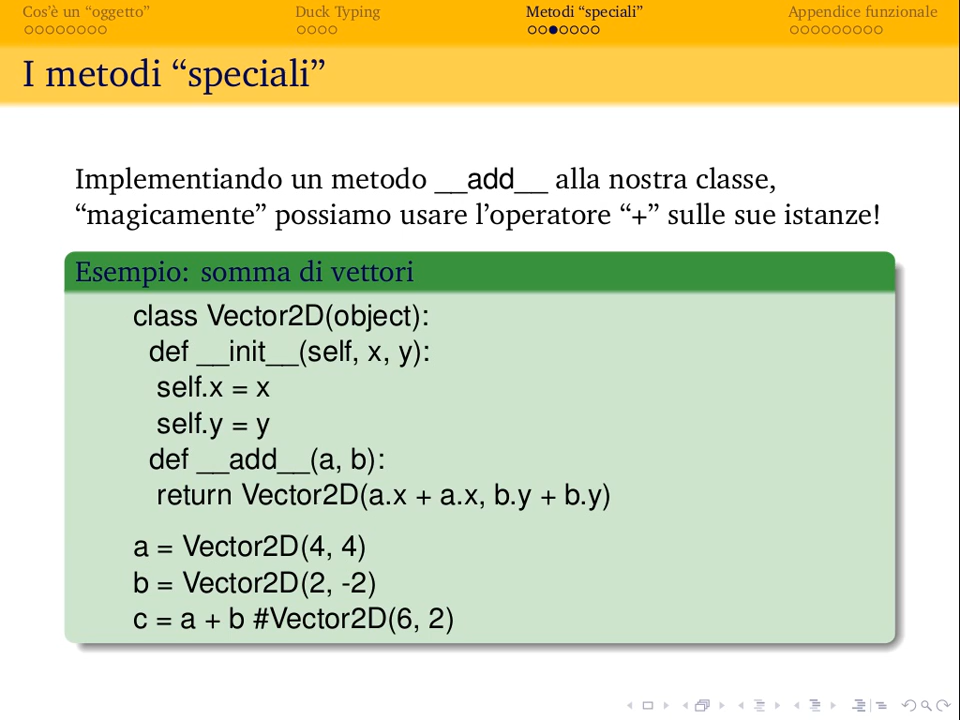 Cos'è un “oggetto”
Duck Typing
Metodi “speciali”
Appendice funzionale
I metodi “speciali”
Implementiando un metodo __add__ alla nostra classe,
“magicamente” possiamo usare l'operatore “+” sulle sue istanze!
Esempio: somma di vettori
class Vector2D(object):
def __init__(self, x, y):
self.x = x
self.y = y
def __add__(a, b):
return Vector2D(a.x + a.x, b.y + b.y)
a = Vector2D(4, 4)
b = Vector2D(2, -2)
c = a + b #Vector2D(6, 2)